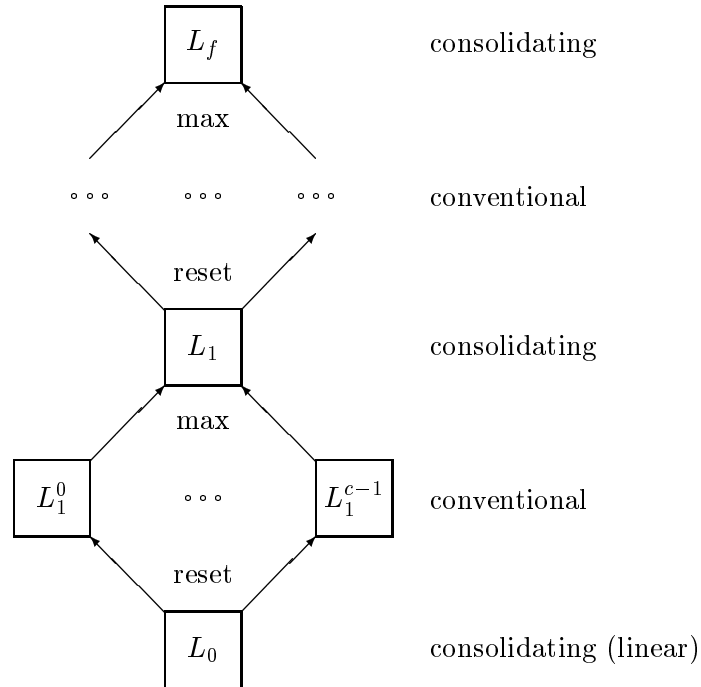 L_f consolidating
max
∘∘∘ ∘∘∘ ∘∘∘ conventional
reset
L_1 consolidating
max
L_1^0 ∘∘∘ L_1^{c-1} conventional
reset
L_0 consolidating (linear)